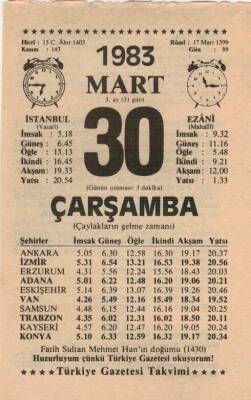 Hicrî : 15 C. Âhır 1403
Kasım : 143
Rûmî : 17 Mart 1399
Gün : 89
1983
MART
3. ay (31 gün)
İSTANBUL
(Vasatî)
İmsak : 5.18
Güneş : 6.45
Öğle : 13.13
İkindi : 16.45
Akşam : 19.33
Yatsı : 20.54
30
EZÂNÎ
(Mahallî)
İmsak : 9.32
Güneş : 11.16
Öğle : 5.48
İkindi : 9.21
Akşam : 12.00
Yatsı : 1.33
(Günün uzaması: 3 dakika)
ÇARŞAMBA
(Çaylakların gelme zamanı)
Şehirler İmsak Güneş Öğle İkindi Akşam Yatsı
ANKARA 5.05 6.30 12.58 16.30 19.17 20.37
İZMİR 5.31 6.54 13.21 16.53 19.38 20.56
ERZURUM 4.31 5.56 12.24 15.56 18.43 20.03
ADANA 5.01 6.22 12.48 16.20 19.06 20.21
ESKİŞEHİR 5.14 6.39 13.07 16.39 19.26 20.46
VAN 4.26 5.49 12.16 15.49 18.34 19.52
SAMSUN 4.48 6.15 12.44 16.16 19.04 20.25
TRABZON 4.35 6.02 12.31 16.02 18.50 20.11
KAYSERİ 4.57 6.20 12.47 16.20 19.04 20.24
KONYA 5.10 6.33 12.59 16.32 19.17 20.34
Fatih Sultan Mehmet Han'ın doğumu (1430)
Huzurluyum çünkü Türkiye Gazetesi okuyorum!
Türkiye Gazetesi Takvimi